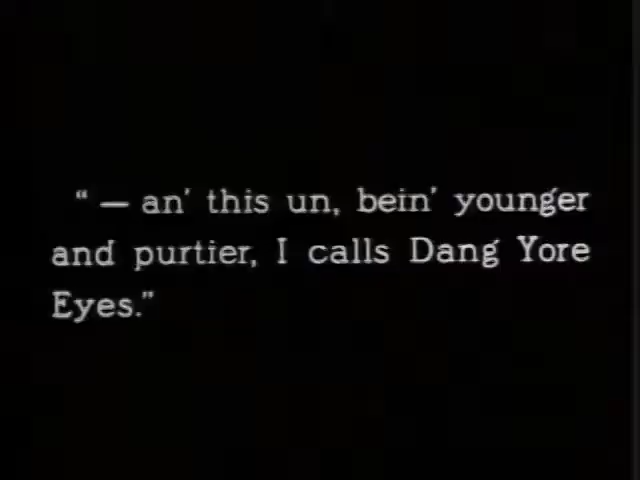 “ — an’ this un, bein’ younger
and purtier, I calls Dang Yore
Eyes.”